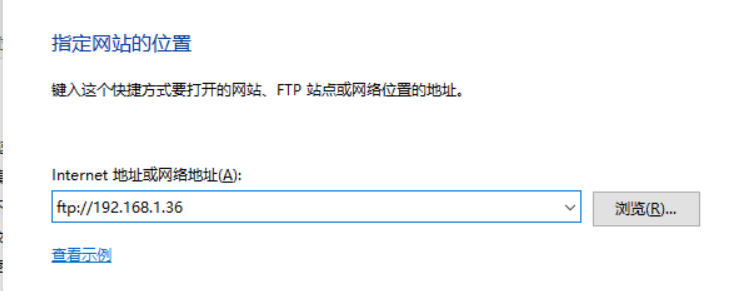 指定网站的位置
键入这个快捷方式要打开的网站、FTP 站点或网络位置的地址。
Internet 地址或网络地址(A):
ftp://192.168.1.36
浏览(R)...
查看示例